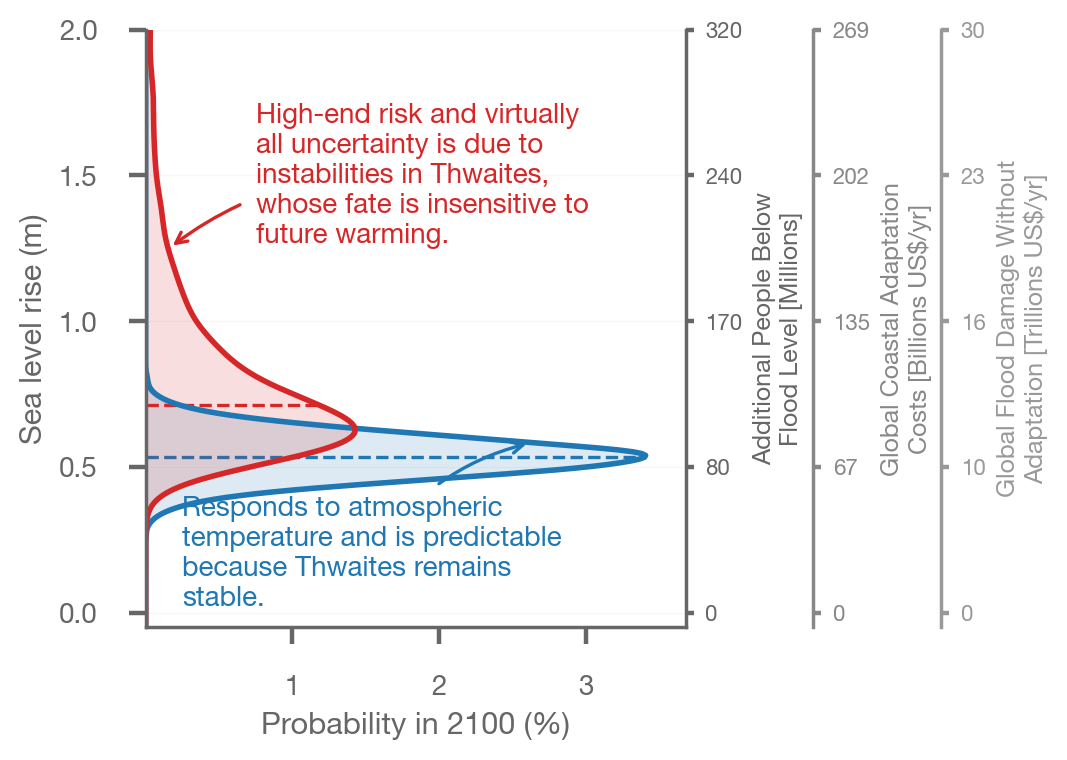 2.0
1.5
1.0
0.5
0.0
Sea level rise (m)
High-end risk and virtually
all uncertainty is due to
instabilities in Thwaites,
whose fate is insensitive to
future warming.
Responds to atmospheric
temperature and is predictable
because Thwaites remains
stable.
1
2
3
Probability in 2100 (%)
320
240
170
80
0
Additional People Below
Flood Level [Millions]
269
202
135
67
0
Global Coastal Adaptation
Costs [Billions US$/yr]
30
23
16
10
0
Global Flood Damage Without
Adaptation [Trillions US$/yr]